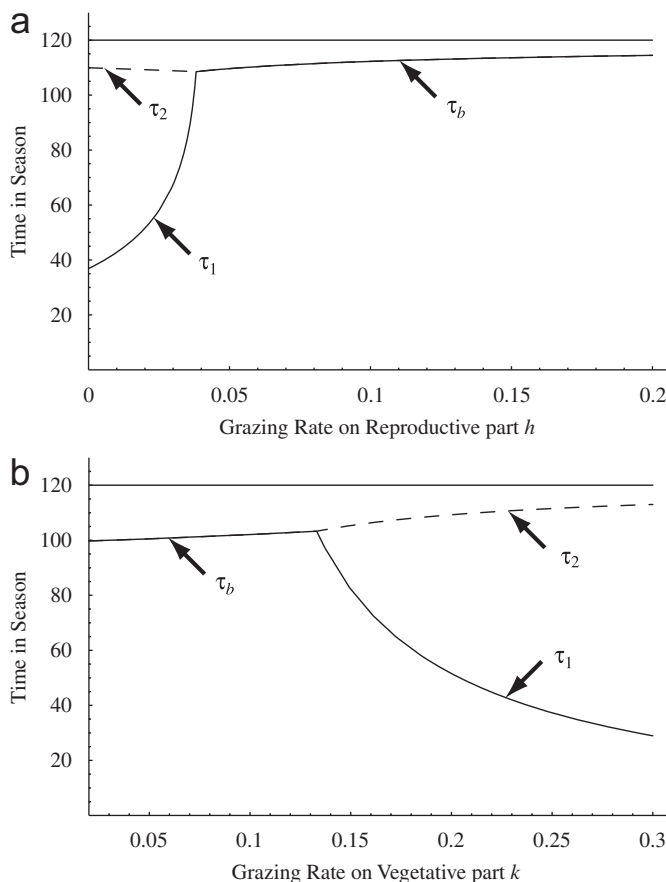 a
120
100
80
60
40
20
Time in Season
τ2
τ1
τb
0
0.05
0.1
0.15
0.2
Grazing Rate on Reproductive part h
b
120
100
80
60
40
20
Time in Season
τb
τ2
τ1
0.05
0.1
0.15
0.2
0.25
0.3
Grazing Rate on Vegetative part k